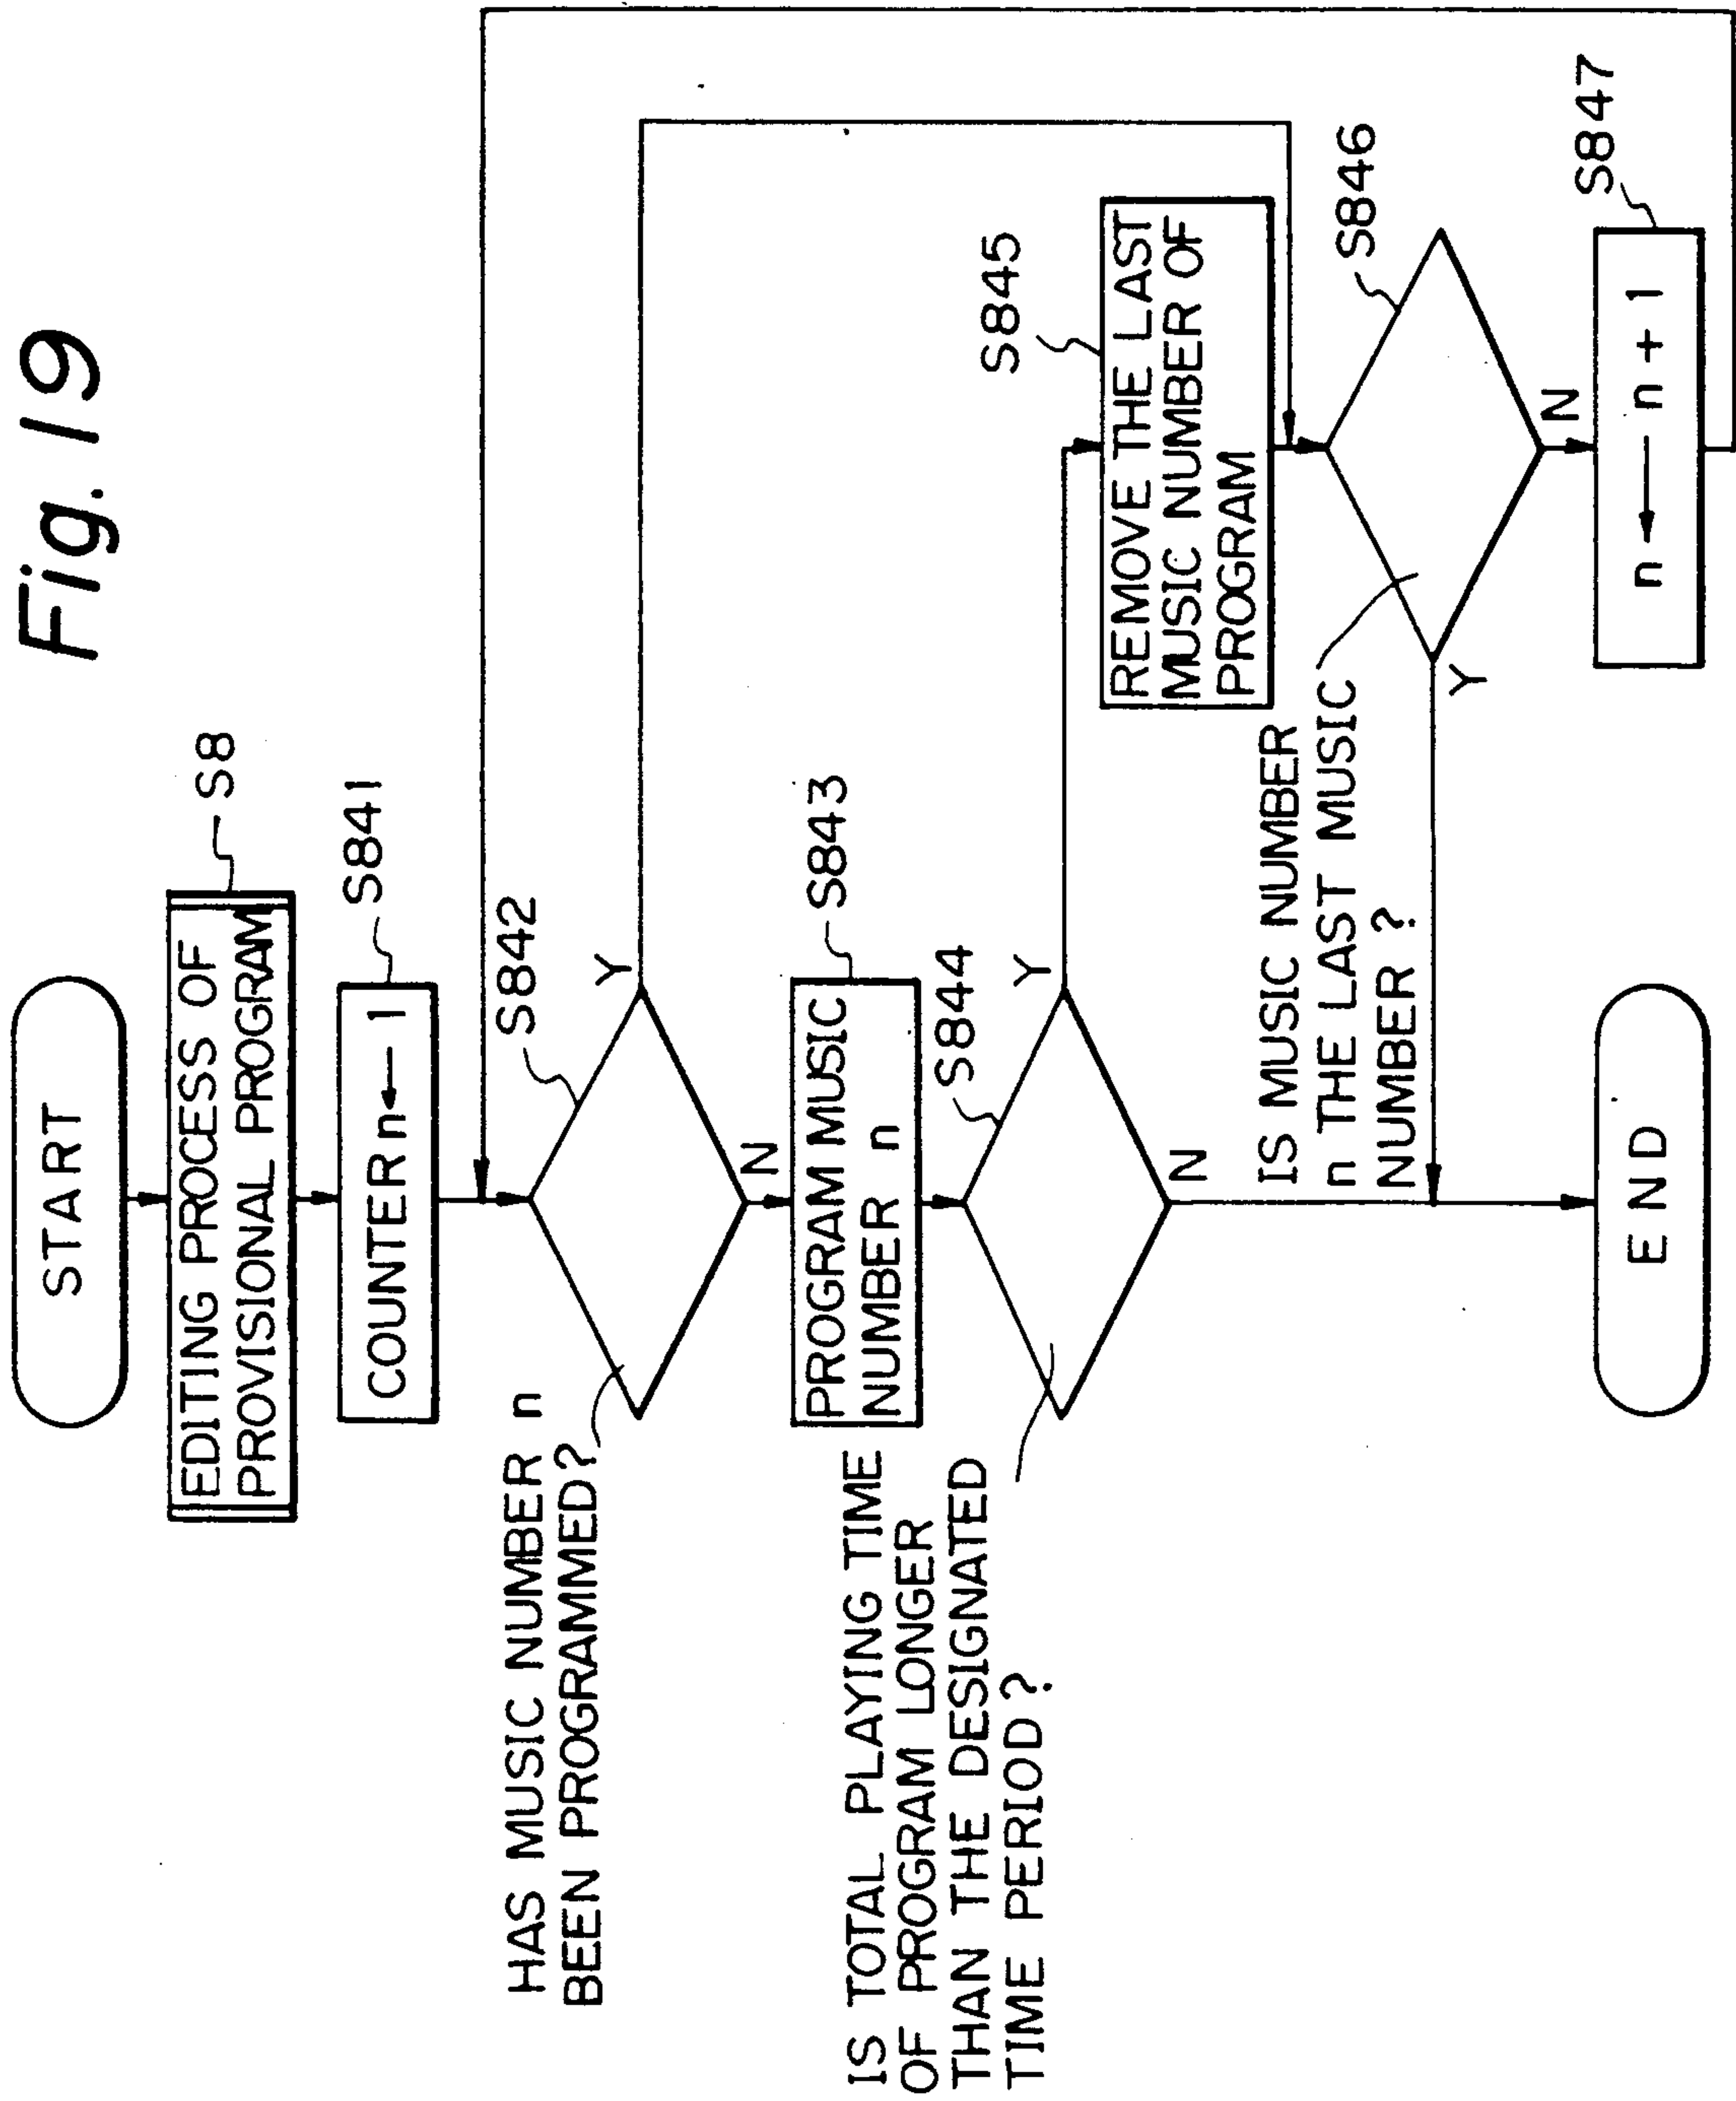 Fig. 19
START
EDITING PROCESS OF
PROVISIONAL PROGRAM
S8
COUNTER n ← 1
S841
HAS MUSIC NUMBER n
BEEN PROGRAMMED?
S842
Y
N
PROGRAM MUSIC
NUMBER n
S843
IS TOTAL PLAYING TIME
OF PROGRAM LONGER
THAN THE DESIGNATED
TIME PERIOD?
S844
Y
N
REMOVE THE LAST
MUSIC NUMBER OF
PROGRAM
S845
IS MUSIC NUMBER
n THE LAST MUSIC
NUMBER ?
S846
Y
N
n ← n + 1
S847
END